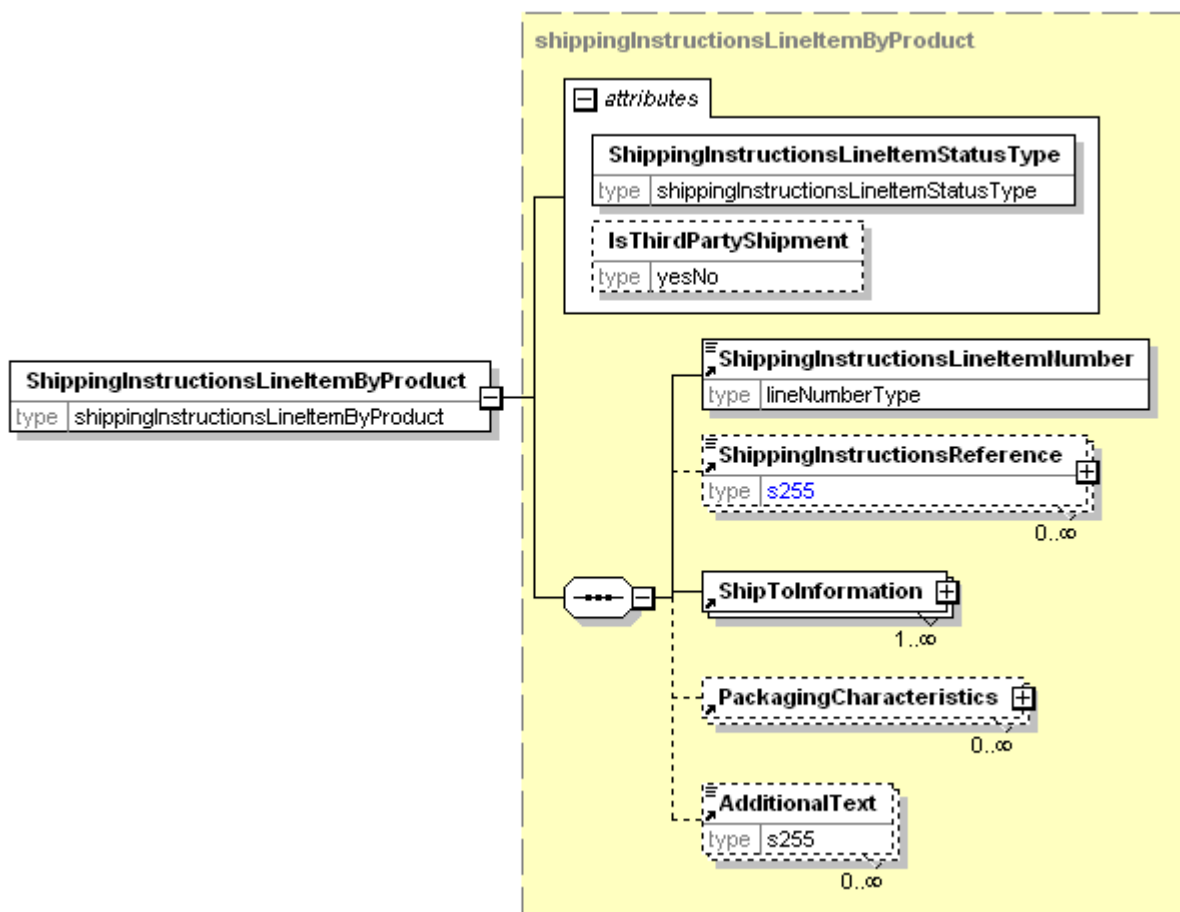 shippingInstructionsLineItemByProduct
attributes
ShippingInstructionsLineItemStatusType
type shippingInstructionsLineItemStatusType
IsThirdPartyShipment
type yesNo
ShippingInstructionsLineItemByProduct
type shippingInstructionsLineItemByProduct
ShippingInstructionsLineItemNumber
type lineNumberType
ShippingInstructionsReference
type s255
0..∞
ShipToInformation
1..∞
PackagingCharacteristics
0..∞
AdditionalText
type s255
0..∞